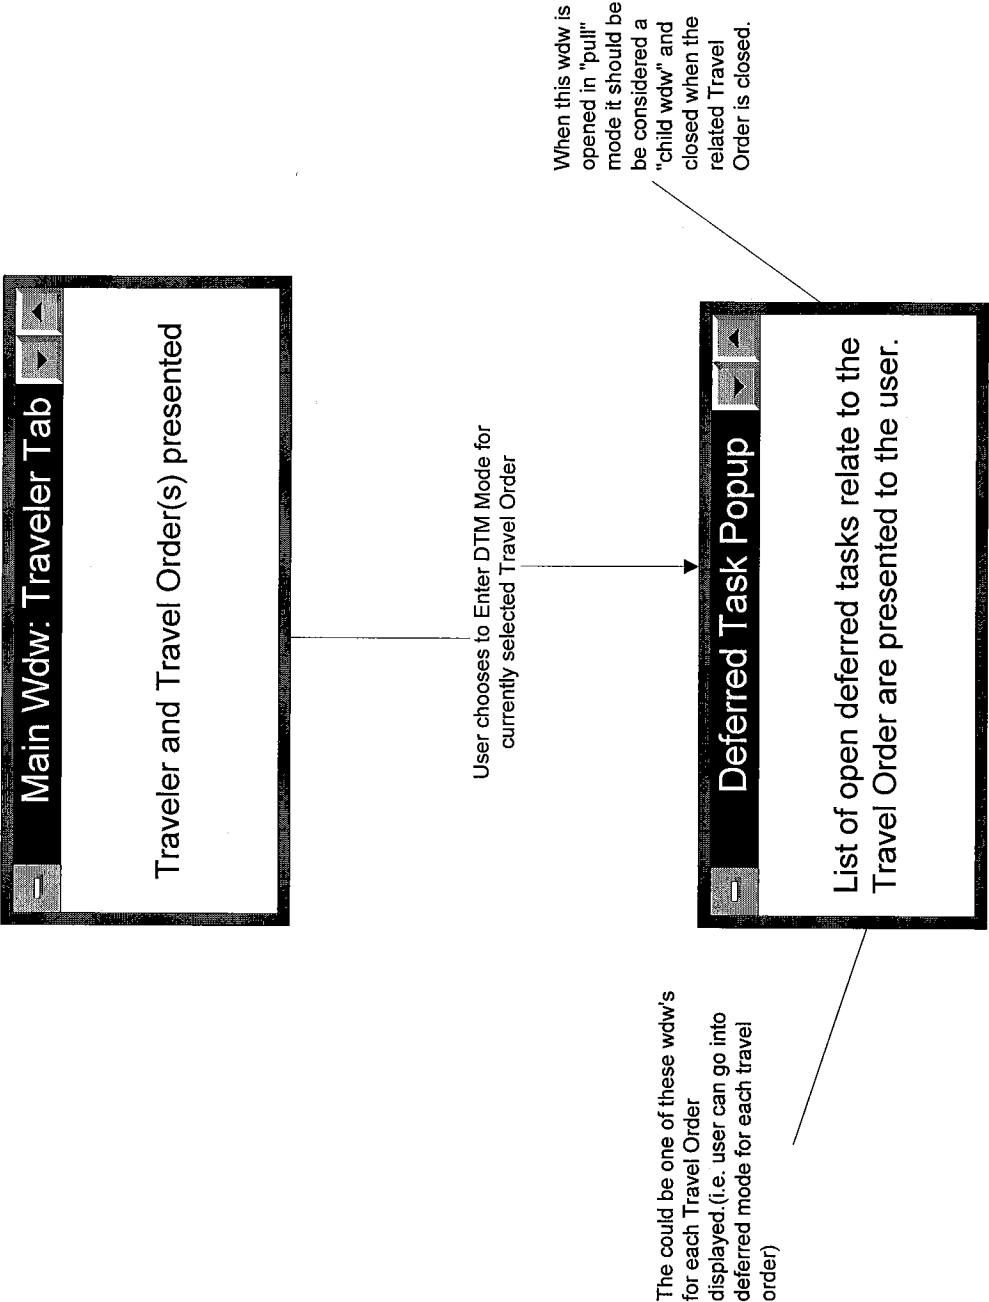 Main Wdw: Traveler Tab
Traveler and Travel Order(s) presented
User chooses to Enter DTM Mode for
currently selected Travel Order
Deferred Task Popup
List of open deferred tasks relate to the
Travel Order are presented to the user.
The could be one of these wdw's
for each Travel Order
displayed.(i.e. user can go into
deferred mode for each travel
order)
When this wdw is
opened in "pull"
mode it should be
be considered a
"child wdw" and
closed when the
related Travel
Order is closed.